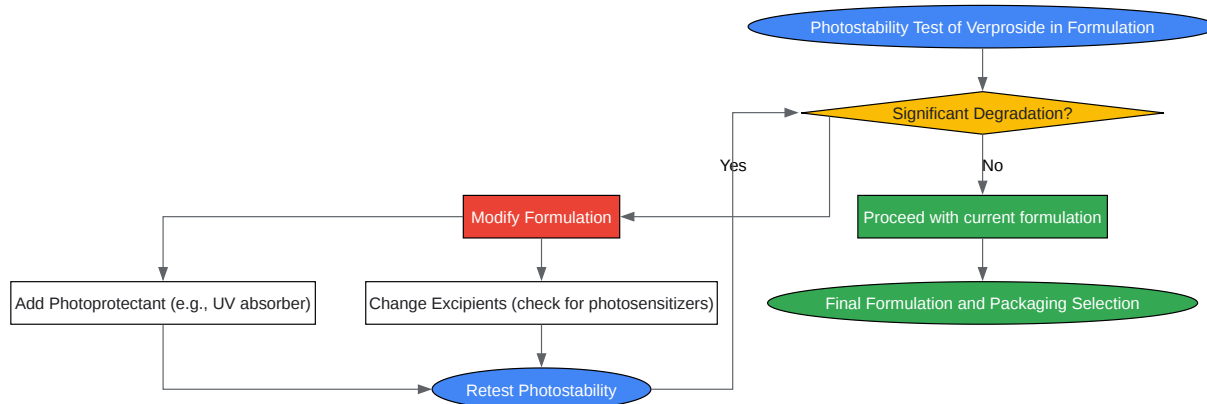 Photostability Test of Verproside in Formulation
Significant Degradation?
Yes
No
Modify Formulation
Proceed with current formulation
Add Photoprotectant (e.g., UV absorber)
Change Excipients (check for photosensitizers)
Final Formulation and Packaging Selection
Retest Photostability